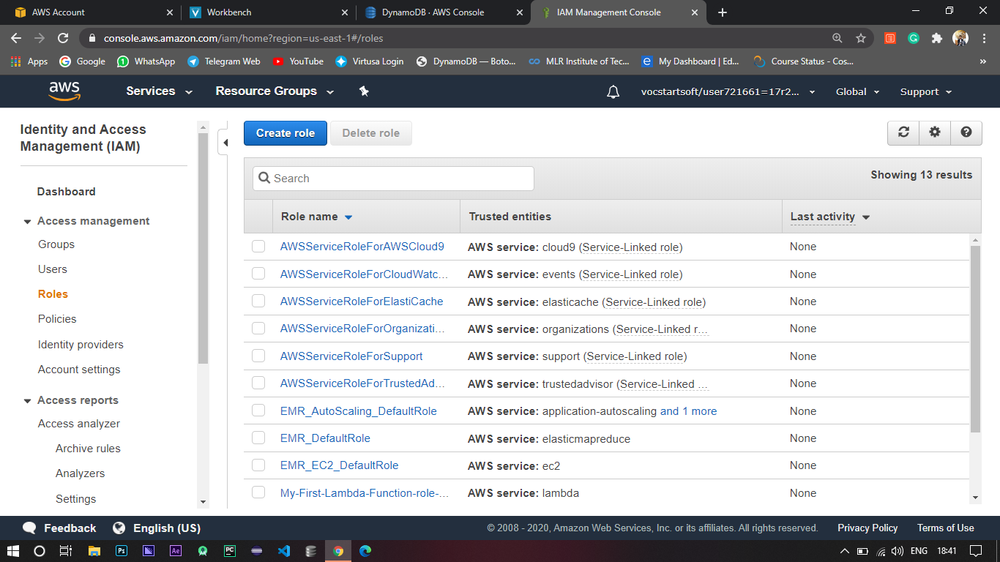 AWS Account
Workbench
DynamoDB · AWS Console
IAM Management Console
console.aws.amazon.com/iam/home?region=us-east-1#/roles
Apps
Google
WhatsApp
Telegram Web
YouTube
Virtusa Login
DynamoDB — Boto...
MLR Institute of Tec...
My Dashboard | Ed...
Course Status - Cos...
»
aws
Services
Resource Groups
vocstartsoft/user721661=17r2...
Global
Support
Identity and Access
Management (IAM)
Dashboard
Access management
Groups
Users
Roles
Policies
Identity providers
Account settings
Access reports
Access analyzer
Archive rules
Analyzers
Settings
Create role
Delete role
Search
Showing 13 results
Role name
Trusted entities
Last activity
AWSServiceRoleForAWSCloud9 AWS service: cloud9 (Service-Linked role) None
AWSServiceRoleForCloudWatc... AWS service: events (Service-Linked role) None
AWSServiceRoleForElastiCache AWS service: elasticache (Service-Linked role) None
AWSServiceRoleForOrganizati... AWS service: organizations (Service-Linked r... None
AWSServiceRoleForSupport AWS service: support (Service-Linked role) None
AWSServiceRoleForTrustedAd... AWS service: trustedadvisor (Service-Linked ... None
EMR_AutoScaling_DefaultRole AWS service: application-autoscaling and 1 more None
EMR_DefaultRole AWS service: elasticmapreduce None
EMR_EC2_DefaultRole AWS service: ec2 None
My-First-Lambda-Function-role-... AWS service: lambda None
Feedback
English (US)
© 2008 - 2020, Amazon Web Services, Inc. or its affiliates. All rights reserved.
Privacy Policy
Terms of Use
Ps
Ae
PC
ENG
18:41